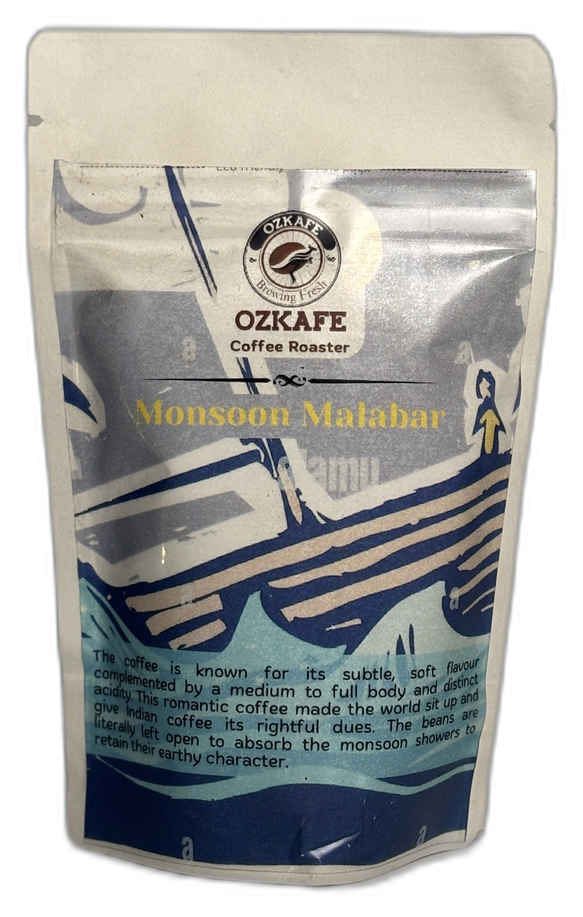 Eco friendly
OZKAFE
Brewing Fresh
OZKAFE
Coffee Roaster
Monsoon Malabar
alamy
The coffee is known for its subtle, soft flavour
complemented by a medium to full body and distinct
acidity. This romantic coffee made the world sit up and
give Indian coffee its rightful dues. The beans are
literally left open to absorb the monsoon showers to
retain their earthy character.